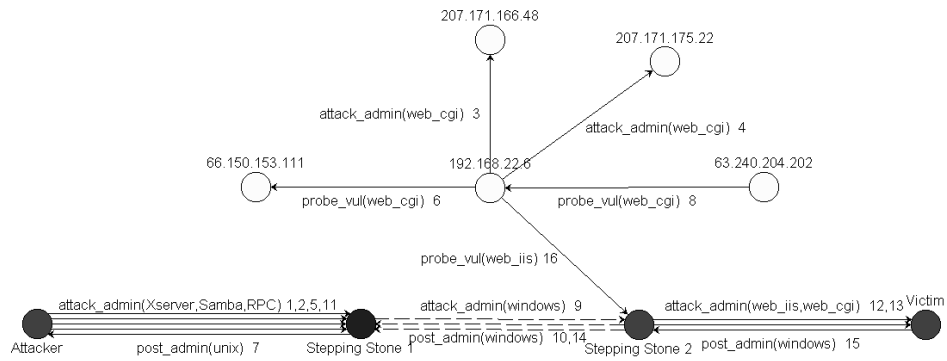 207.171.166.48
207.171.175.22
attack_admin(web_cgi) 3
attack_admin(web_cgi) 4
66.150.153.111
192.168.22.6
63.240.204.202
probe_vul(web_cgi) 6
probe_vul(web_cgi) 8
probe_vul(web_iis) 16
attack_admin(Xserver,Samba,RPC) 1,2,5,11
attack_admin(windows) 9
attack_admin(web_iis,web_cgi) 12,13
Victim
post_admin(unix) 7
post_admin(windows) 10,14
post_admin(windows) 15
Attacker
Stepping Stone 1
Stepping Stone 2